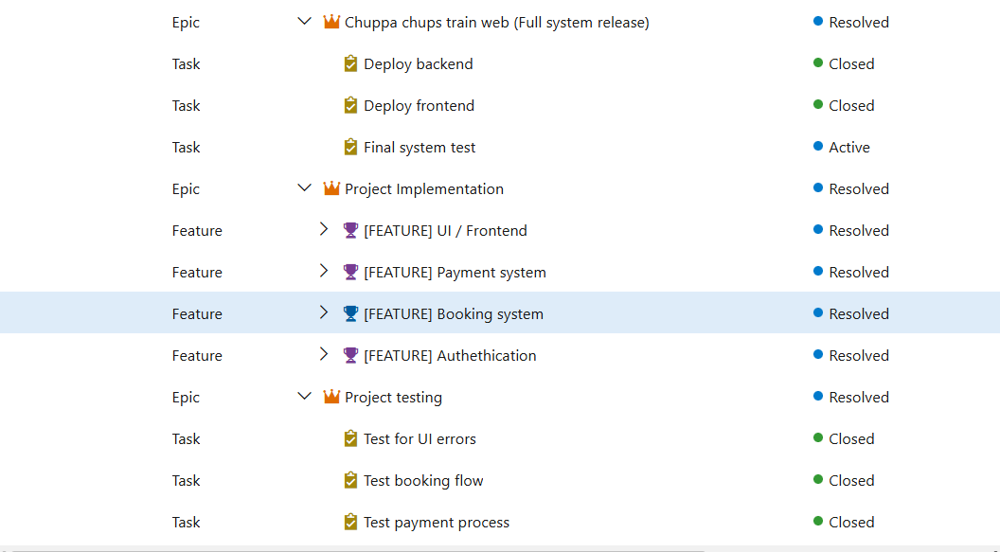 Epic Chuppa chups train web (Full system release) Resolved
Task Deploy backend Closed
Task Deploy frontend Closed
Task Final system test Active
Epic Project Implementation Resolved
Feature [FEATURE] UI / Frontend Resolved
Feature [FEATURE] Payment system Resolved
Feature [FEATURE] Booking system Resolved
Feature [FEATURE] Authethication Resolved
Epic Project testing Resolved
Task Test for UI errors Closed
Task Test booking flow Closed
Task Test payment process Closed